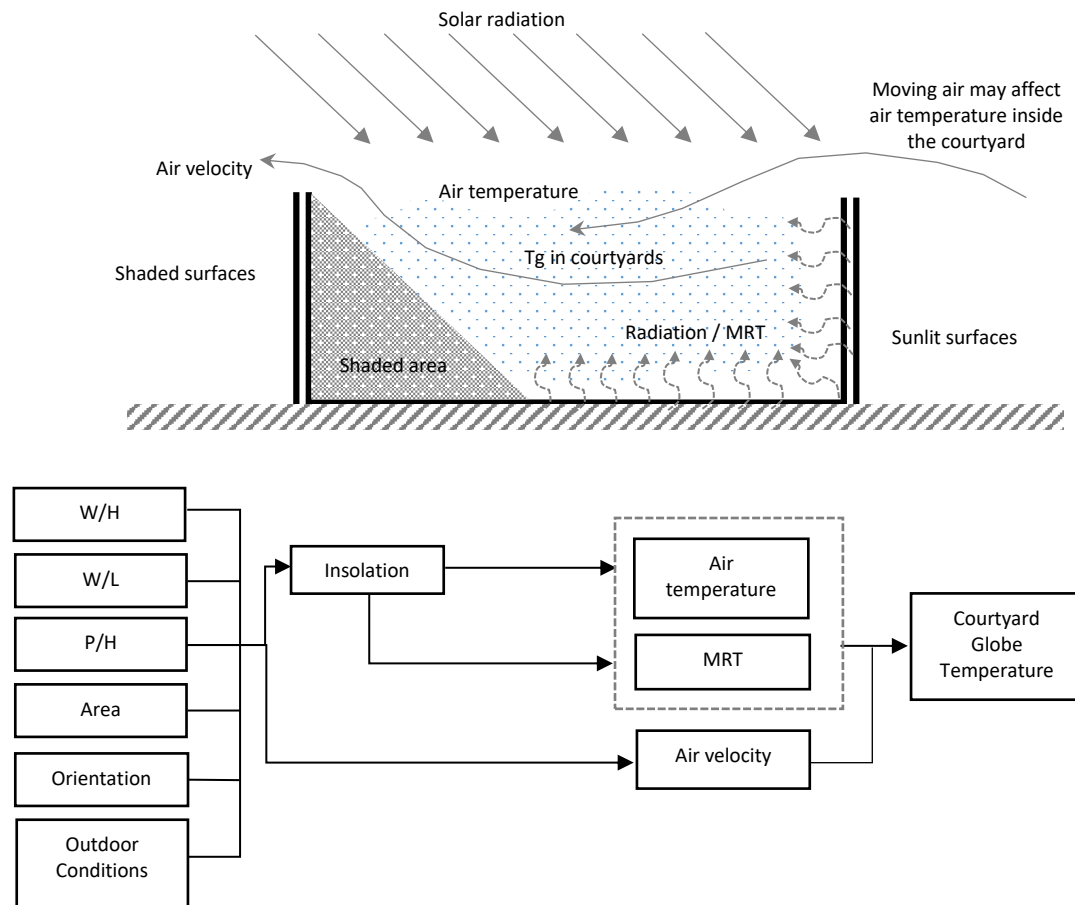 Solar radiation
Moving air may affect
air temperature inside
the courtyard
Air velocity
Air temperature
Tg in courtyards
Shaded surfaces
Radiation / MRT
Sunlit surfaces
Shaded area
W/H
W/L
P/H
Area
Orientation
Outdoor
Conditions
Insolation
Air
temperature
MRT
Air velocity
Courtyard
Globe
Temperature